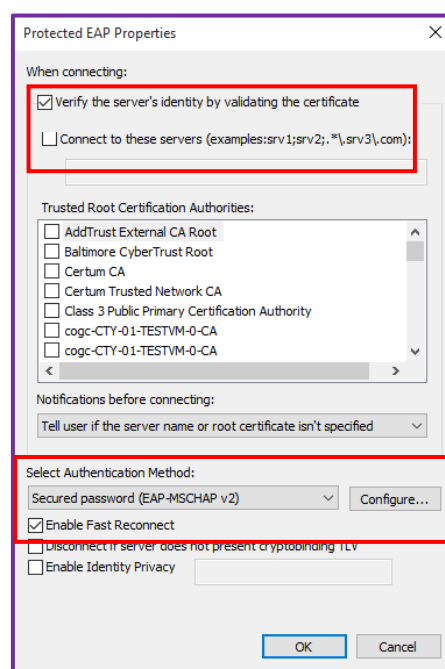 Protected EAP Properties
When connecting:
Verify the server's identity by validating the certificate
Connect to these servers (examples:srv1;srv2;.*\.srv3\.com):
Trusted Root Certification Authorities:
AddTrust External CA Root
Baltimore CyberTrust Root
Certum CA
Certum Trusted Network CA
Class 3 Public Primary Certification Authority
cogc-CTY-01-TESTVM-0-CA
cogc-CTY-01-TESTVM-0-CA
Notifications before connecting:
Tell user if the server name or root certificate isn't specified
Select Authentication Method:
Secured password (EAP-MSCHAP v2)
Configure...
Enable Fast Reconnect
Disconnect if server does not present cryptobinding TLV
Enable Identity Privacy
OK
Cancel